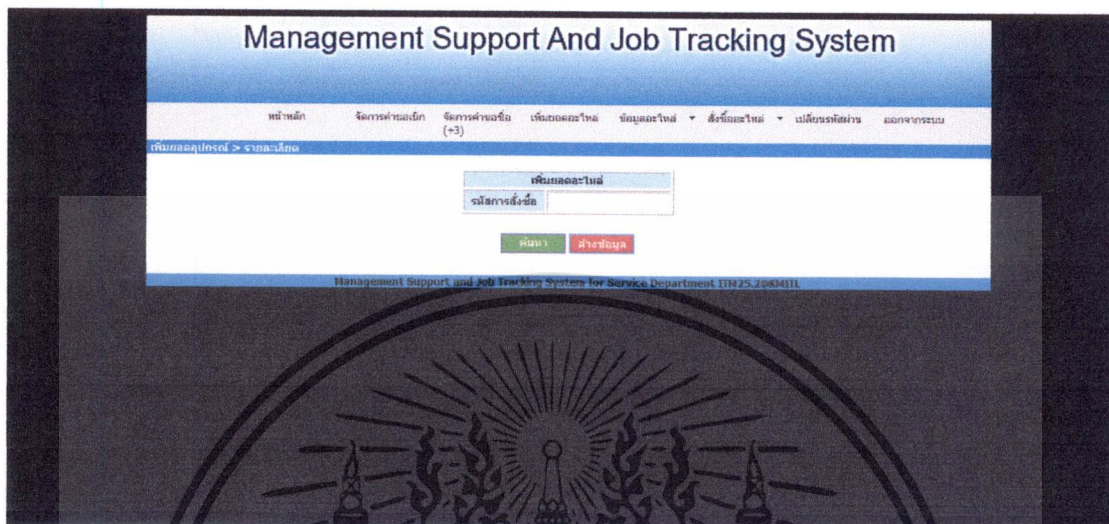 Management Support And Job Tracking System
หน้าหลัก จัดการคำขอเบิก จัดการคำขอซื้อ เพิ่มยอดอะไหล่ ข้อมูลอะไหล่ สั่งซื้ออะไหล่ เปลี่ยนรหัสผ่าน ออกจากระบบ
(+3)
เพิ่มยอดอุปกรณ์ > รายละเอียด
เพิ่มยอดอะไหล่
รหัสการสั่งซื้อ
ค้นหา ล้างข้อมูล
Management Support and Job Tracking System for Service Department ITM25.2@KMITL